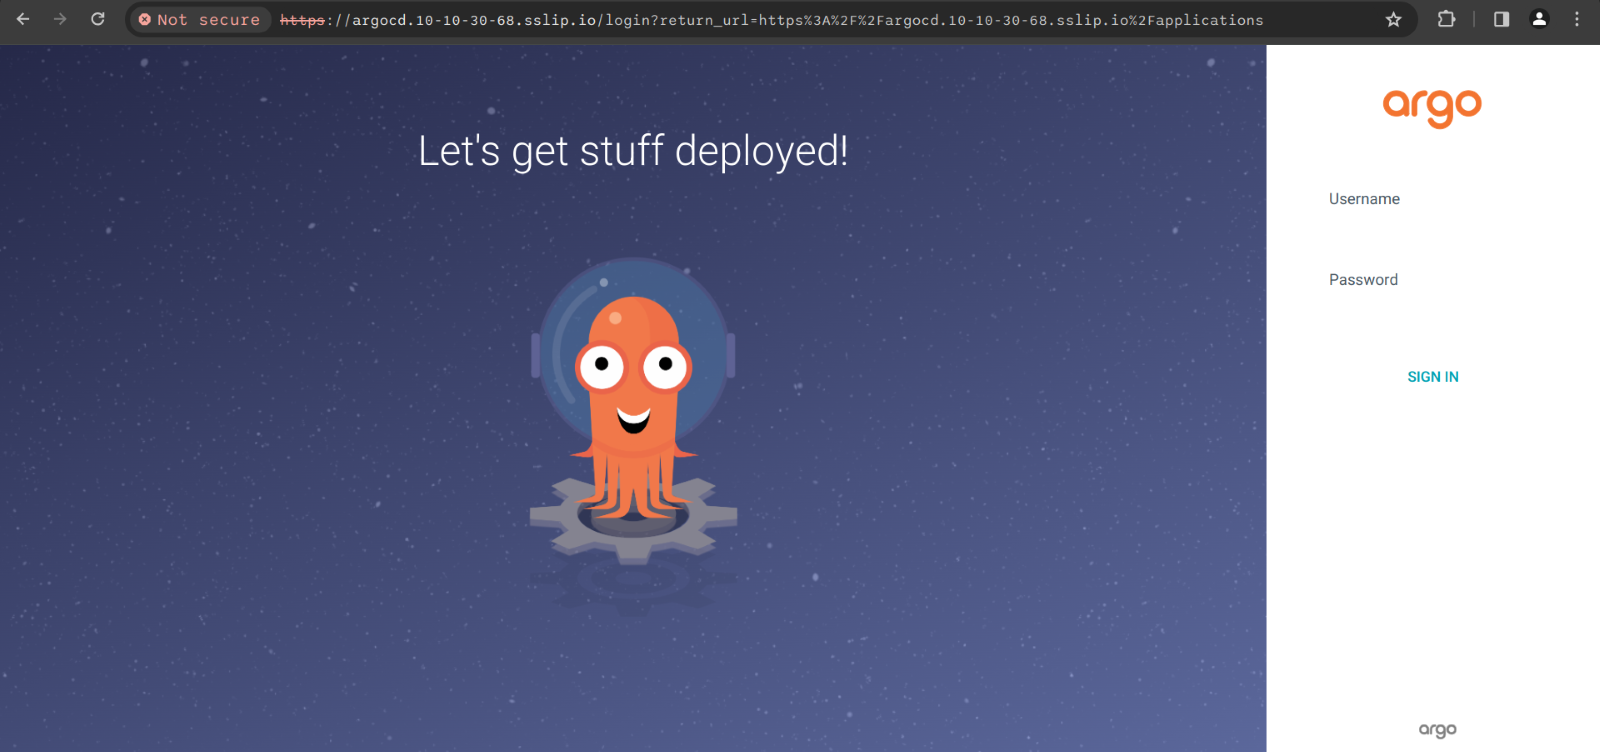 Not secure https://argocd.10-10-30-68.sslip.io/login?return_url=https%3A%2F%2Fargocd.10-10-30-68.sslip.io%2Fapplications
Let's get stuff deployed!
argo
Username
Password
SIGN IN
argo